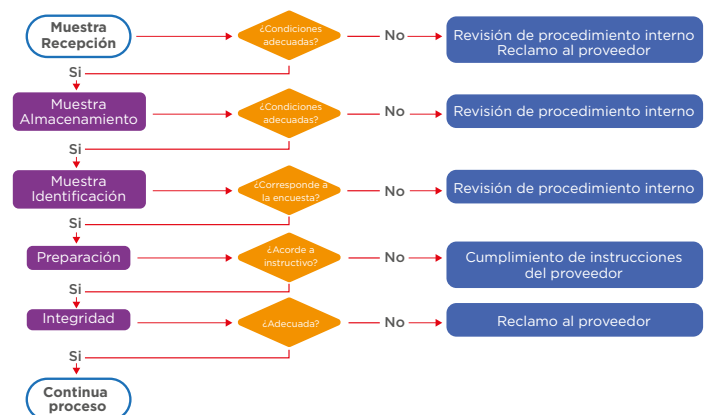 Muestra
Recepción
¿Condiciones
adecuadas?
No
Revisión de procedimiento interno
Reclamo al proveedor
Si
Muestra
Almacenamiento
¿Condiciones
adecuadas?
No
Revisión de procedimiento interno
Si
Muestra
Identificación
¿Corresponde a
la encuesta?
No
Revisión de procedimiento interno
Si
Preparación
¿Acorde a
instructivo?
No
Cumplimiento de instrucciones
del proveedor
Si
Integridad
¿Adecuada?
No
Reclamo al proveedor
Si
Continua
proceso